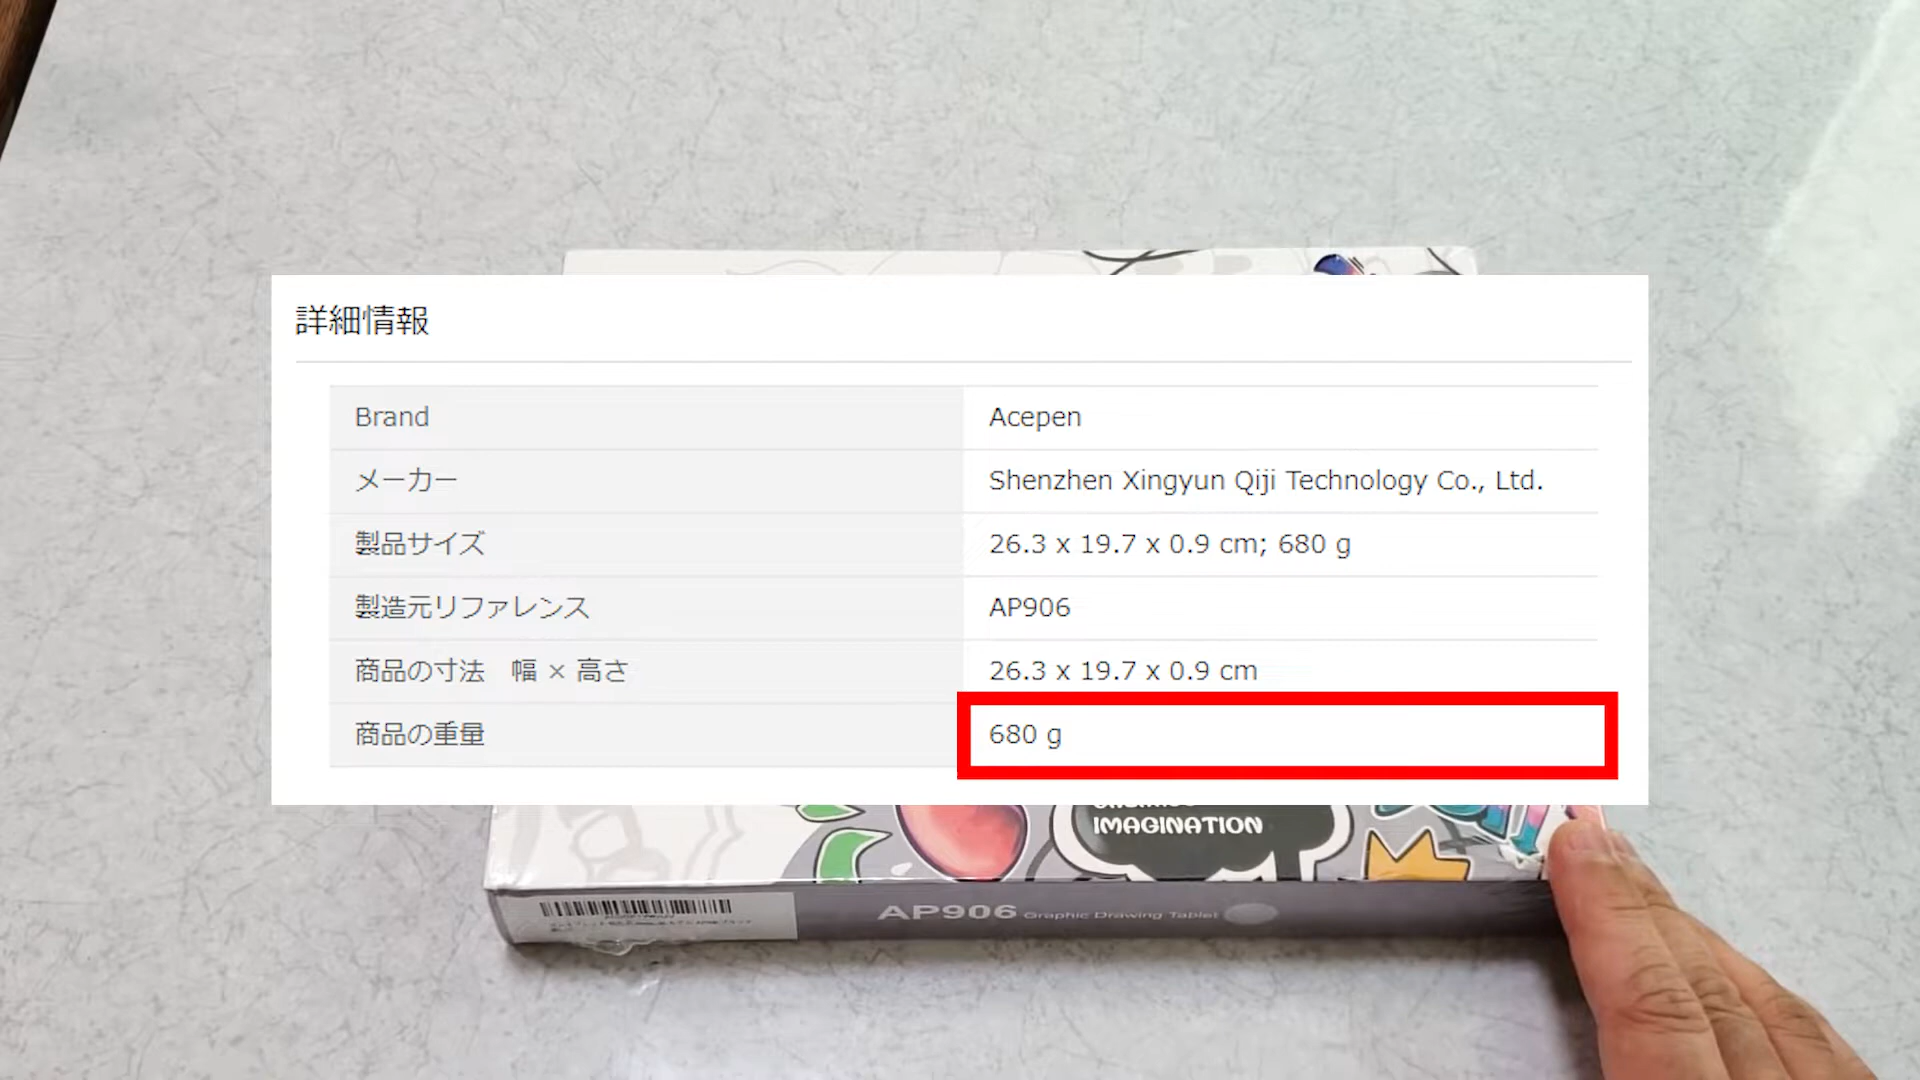 詳細情報
Brand Acepen
メーカー Shenzhen Xingyun Qiji Technology Co., Ltd.
製品サイズ 26.3 x 19.7 x 0.9 cm; 680 g
製造元リファレンス AP906
商品の寸法　幅 × 高さ 26.3 x 19.7 x 0.9 cm
商品の重量 680 g
IMAGINATION
AP906 Graphic Drawing Tablet